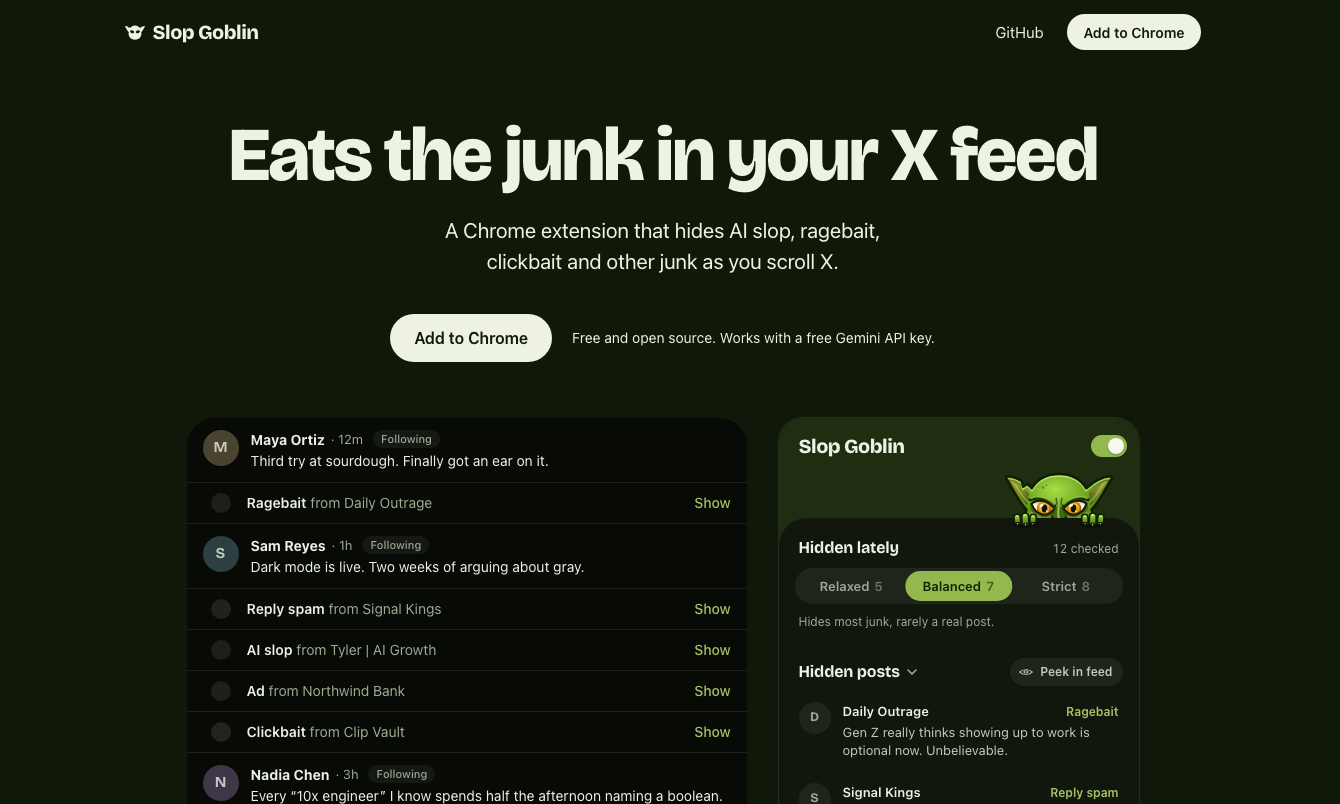 Slop Goblin
GitHub
Add to Chrome
Eats the junk in your X feed
A Chrome extension that hides AI slop, ragebait,
clickbait and other junk as you scroll X.
Add to Chrome
Free and open source. Works with a free Gemini API key.
M
Maya Ortiz · 12m Following
Third try at sourdough. Finally got an ear on it.
Ragebait from Daily Outrage Show
S
Sam Reyes · 1h Following
Dark mode is live. Two weeks of arguing about gray.
Reply spam from Signal Kings Show
AI slop from Tyler | AI Growth Show
Ad from Northwind Bank Show
Clickbait from Clip Vault Show
N
Nadia Chen · 3h Following
Every “10x engineer” I know spends half the afternoon naming a boolean.
Slop Goblin
Hidden lately 12 checked
Relaxed 5 Balanced 7 Strict 8
Hides most junk, rarely a real post.
Hidden posts Peek in feed
D
Daily Outrage Ragebait
Gen Z really thinks showing up to work is
optional now. Unbelievable.
S
Signal Kings Reply spam